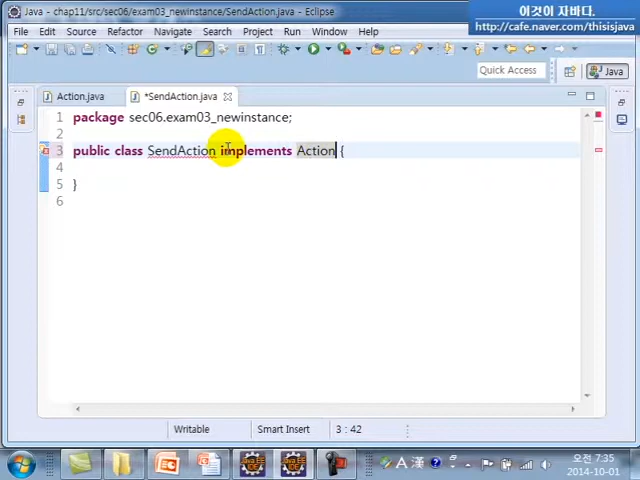 Java - chap11/src/sec06/exam03_newinstance/SendAction.java - Eclipse
이것이 자바다.
http://cafe.naver.com/thisisjava
File Edit Source Refactor Navigate Search Project Run Window Help
Quick Access
Java
Action.java
*SendAction.java
1 package sec06.exam03_newinstance;
2
3 public class SendAction implements Action {
4
5 }
6
Writable Smart Insert 3 : 42
A 漢
오전 7:35
2014-10-01